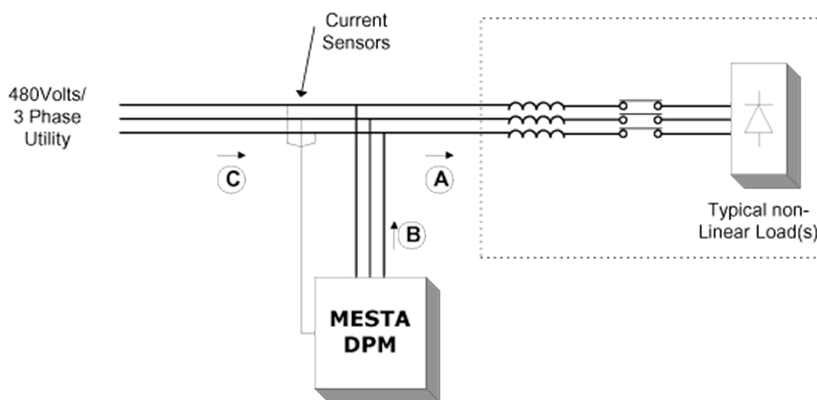 Current
Sensors
480Volts/
3 Phase
Utility
C
A
B
Typical non-
Linear Load(s)
MESTA
DPM